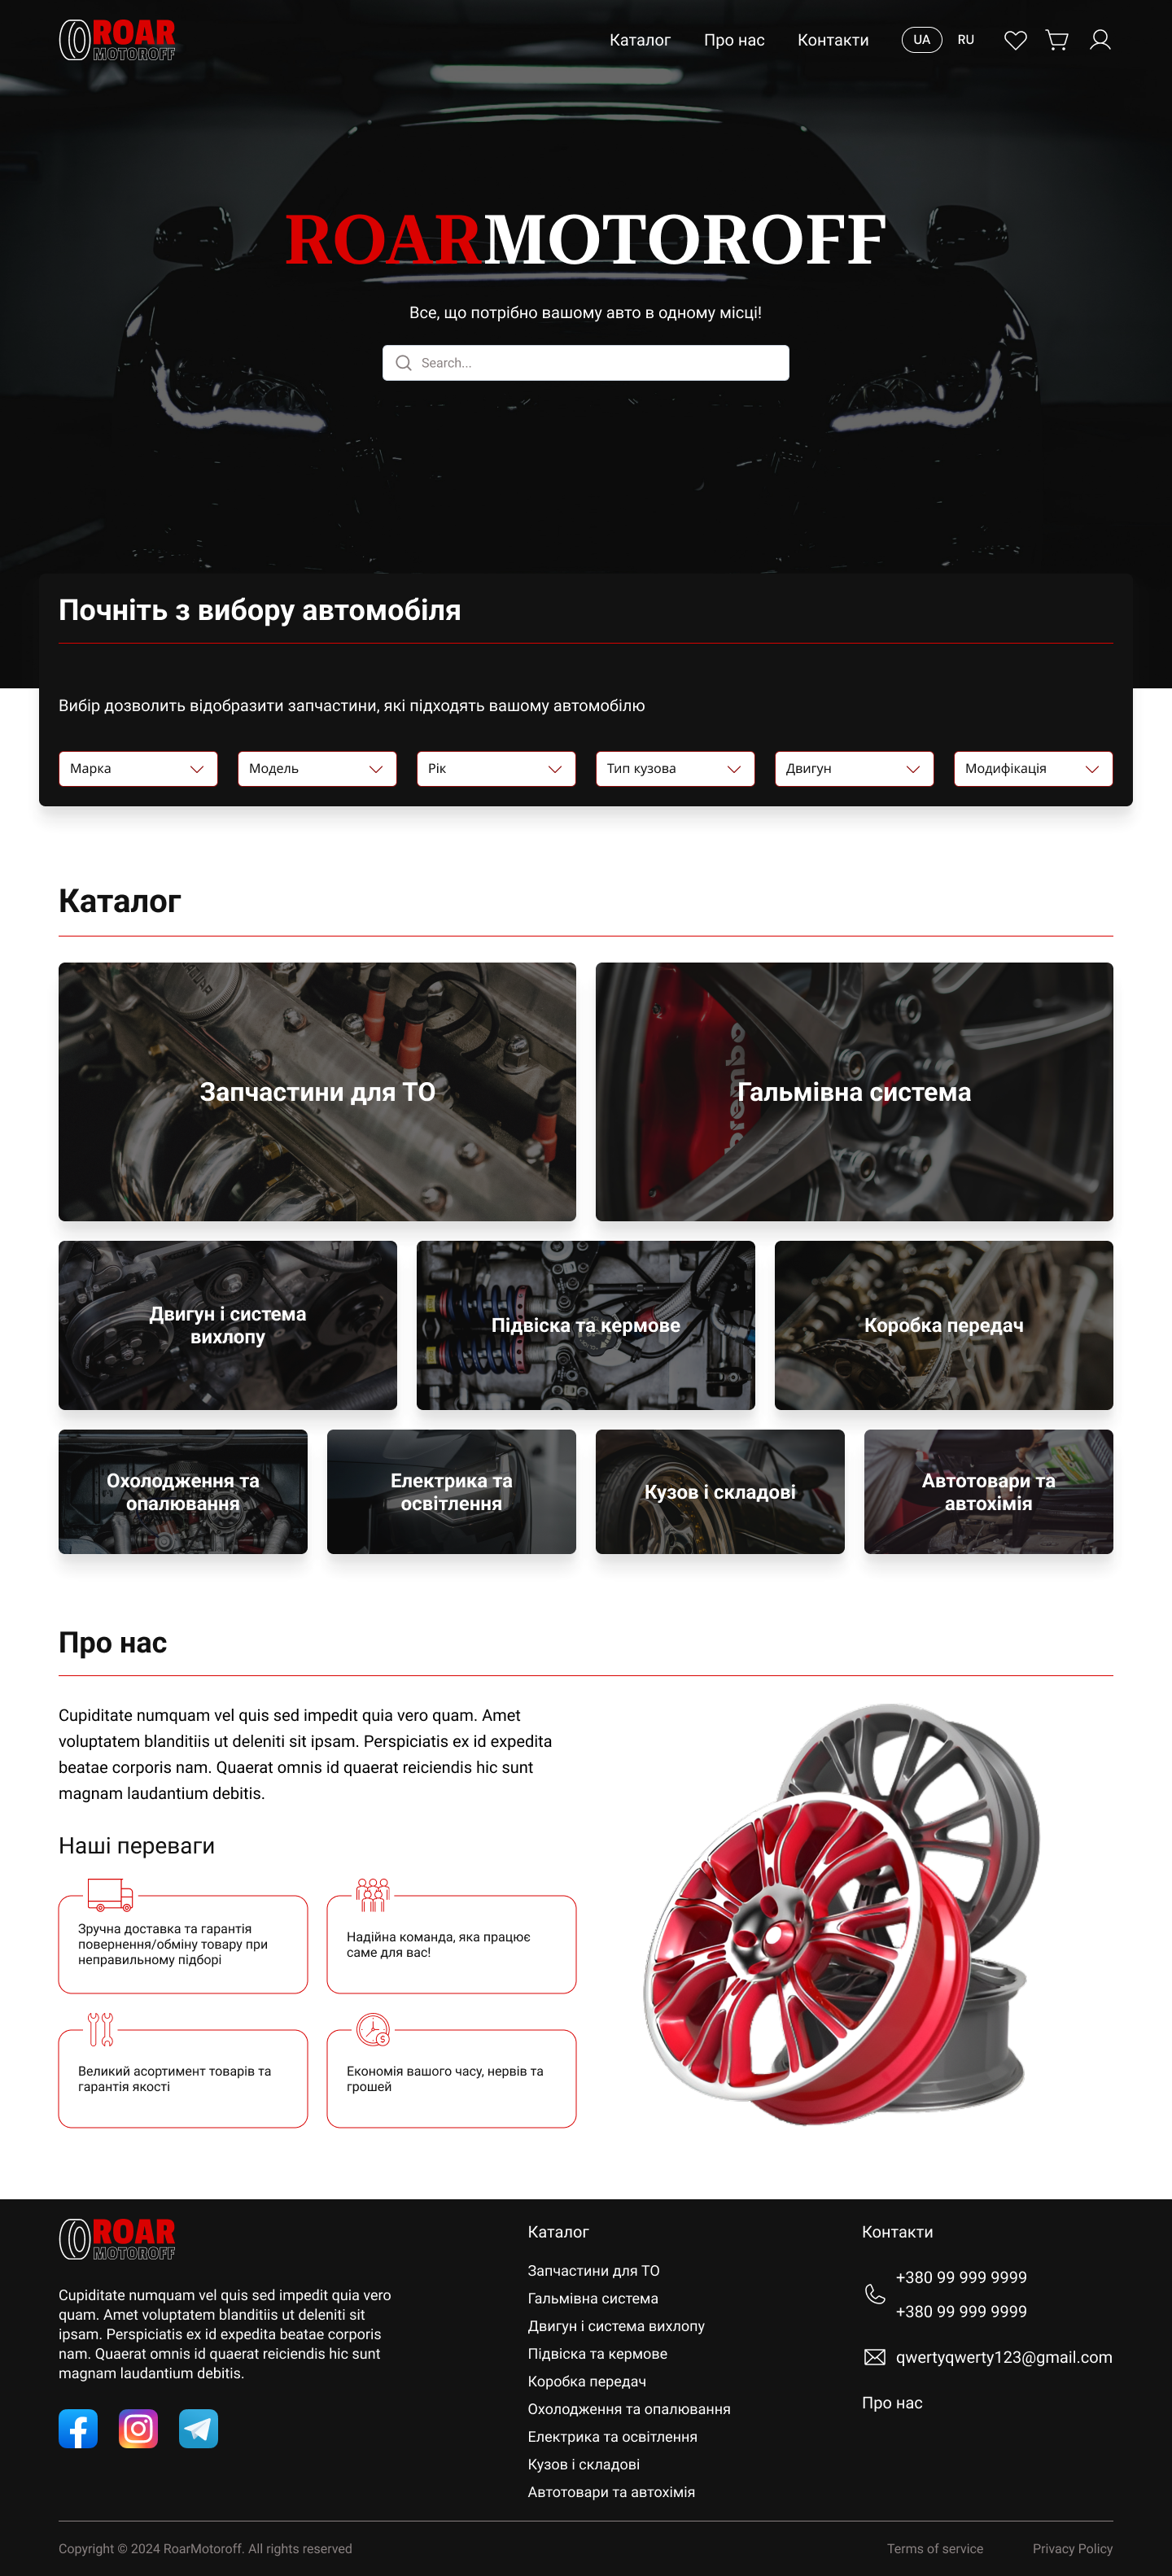 ROAR
MOTOROFF
Каталог
Про нас
Контакти
UA
RU
ROARMOTOROFF
Все, що потрібно вашому авто в одному місці!
Search...
Почніть з вибору автомобіля
Вибір дозволить відобразити запчастини, які підходять вашому автомобілю
Марка
Модель
Рік
Тип кузова
Двигун
Модифікація
Каталог
Запчастини для ТО
brembo
Гальмівна система
Двигун і система
вихлопу
Підвіска та кермове
Коробка передач
Охолодження та
опалювання
Електрика та
освітлення
Кузов і складові
Автотовари та
автохімія
Про нас
Cupiditate numquam vel quis sed impedit quia vero quam. Amet
voluptatem blanditiis ut deleniti sit ipsam. Perspiciatis ex id expedita
beatae corporis nam. Quaerat omnis id quaerat reiciendis hic sunt
magnam laudantium debitis.
Наші переваги
Зручна доставка та гарантія
повернення/обміну товару при
неправильному підборі
Надійна команда, яка працює
саме для вас!
Великий асортимент товарів та
гарантія якості
Економія вашого часу, нервів та
грошей
ROAR
MOTOROFF
Cupiditate numquam vel quis sed impedit quia vero
quam. Amet voluptatem blanditiis ut deleniti sit
ipsam. Perspiciatis ex id expedita beatae corporis
nam. Quaerat omnis id quaerat reiciendis hic sunt
magnam laudantium debitis.
Каталог
Запчастини для ТО
Гальмівна система
Двигун і система вихлопу
Підвіска та кермове
Коробка передач
Охолодження та опалювання
Електрика та освітлення
Кузов і складові
Автотовари та автохімія
Контакти
+380 99 999 9999
+380 99 999 9999
qwertyqwerty123@gmail.com
Про нас
Copyright © 2024 RoarMotoroff. All rights reserved
Terms of service
Privacy Policy